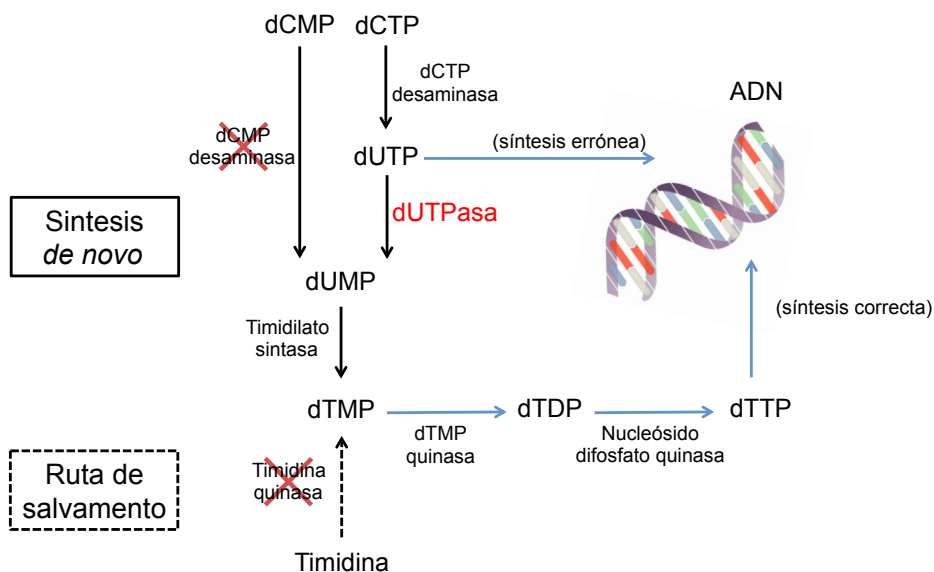 dCMP
dCTP
dCTP
desaminasa
ADN
dCMP
desaminasa
dUTP
(síntesis errónea)
dUTPasa
Sintesis
de novo
dUMP
(síntesis correcta)
Timidilato
sintasa
dTMP
dTDP
dTTP
dTMP
quinasa
Nucleósido
difosfato quinasa
Ruta de
salvamento
Timidina
quinasa
Timidina